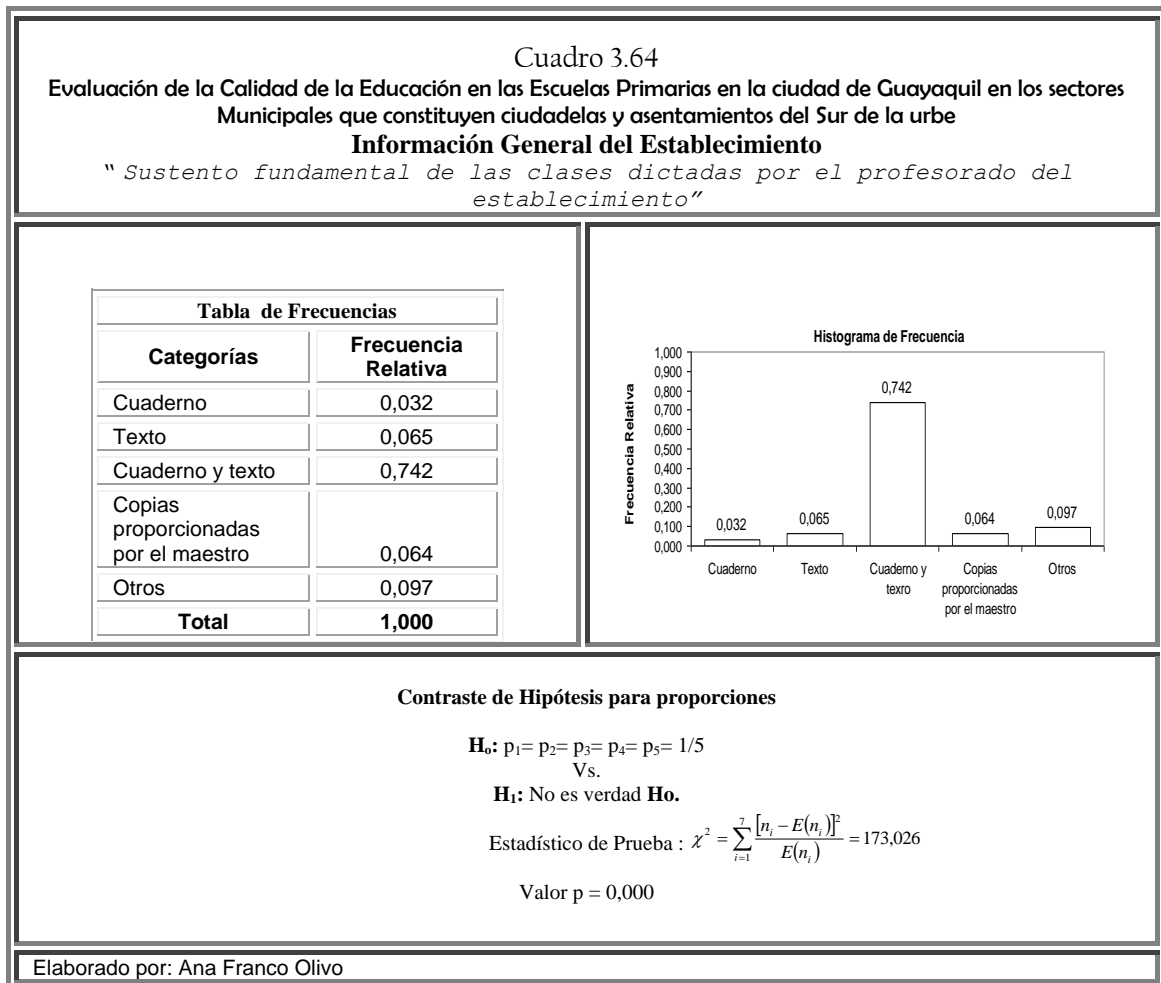 Cuadro 3.64
Evaluación de la Calidad de la Educación en las Escuelas Primarias en la ciudad de Guayaquil en los sectores
Municipales que constituyen ciudadelas y asentamientos del Sur de la urbe
Información General del Establecimiento
“ Sustento fundamental de las clases dictadas por el profesorado del
establecimiento”
Tabla de Frecuencias
Categorías Frecuencia
Relativa
Cuaderno 0,032
Texto 0,065
Cuaderno y texto 0,742
Copias
proporcionadas
por el maestro 0,064
Otros 0,097
Total 1,000
Histograma de Frecuencia
Frecuencia Relativa
1,000
0,900
0,800
0,700
0,600
0,500
0,400
0,300
0,200
0,100
0,000
0,032
0,065
0,742
0,064
0,097
Cuaderno
Texto
Cuaderno y
texro
Copias
proporcionadas
por el maestro
Otros
Contraste de Hipótesis para proporciones
Ho: p1= p2= p3= p4= p5= 1/5
Vs.
H1: No es verdad Ho.
Estadístico de Prueba : χ² = ∑_{i=1}^{7} [n_i − E(n_i)]² / E(n_i) = 173,026
Valor p = 0,000
Elaborado por: Ana Franco Olivo